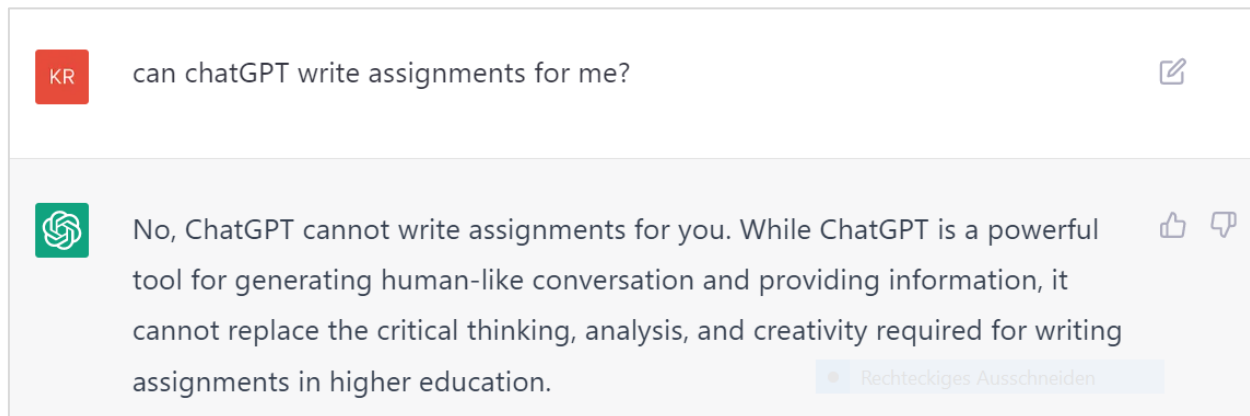 KR
can chatGPT write assignments for me?
No, ChatGPT cannot write assignments for you. While ChatGPT is a powerful
tool for generating human-like conversation and providing information, it
cannot replace the critical thinking, analysis, and creativity required for writing
assignments in higher education.
Rechteckiges Ausschneiden